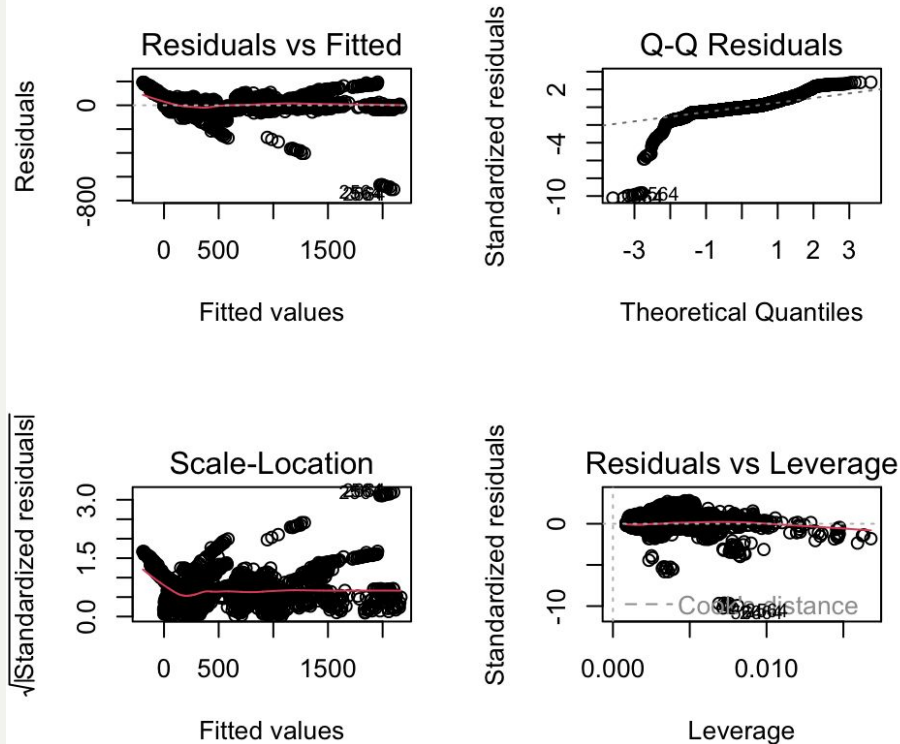 Residuals vs Fitted
Residuals
0
-800
0 500 1500
Fitted values
Q-Q Residuals
Standardized residuals
2
-4
-10
-3 -1 1 2 3
Theoretical Quantiles
Scale-Location
√|Standardized residuals|
3.0
1.5
0.0
0 500 1500
Fitted values
Residuals vs Leverage
Standardized residuals
0
-10
Cook's distance
0.000 0.010
Leverage